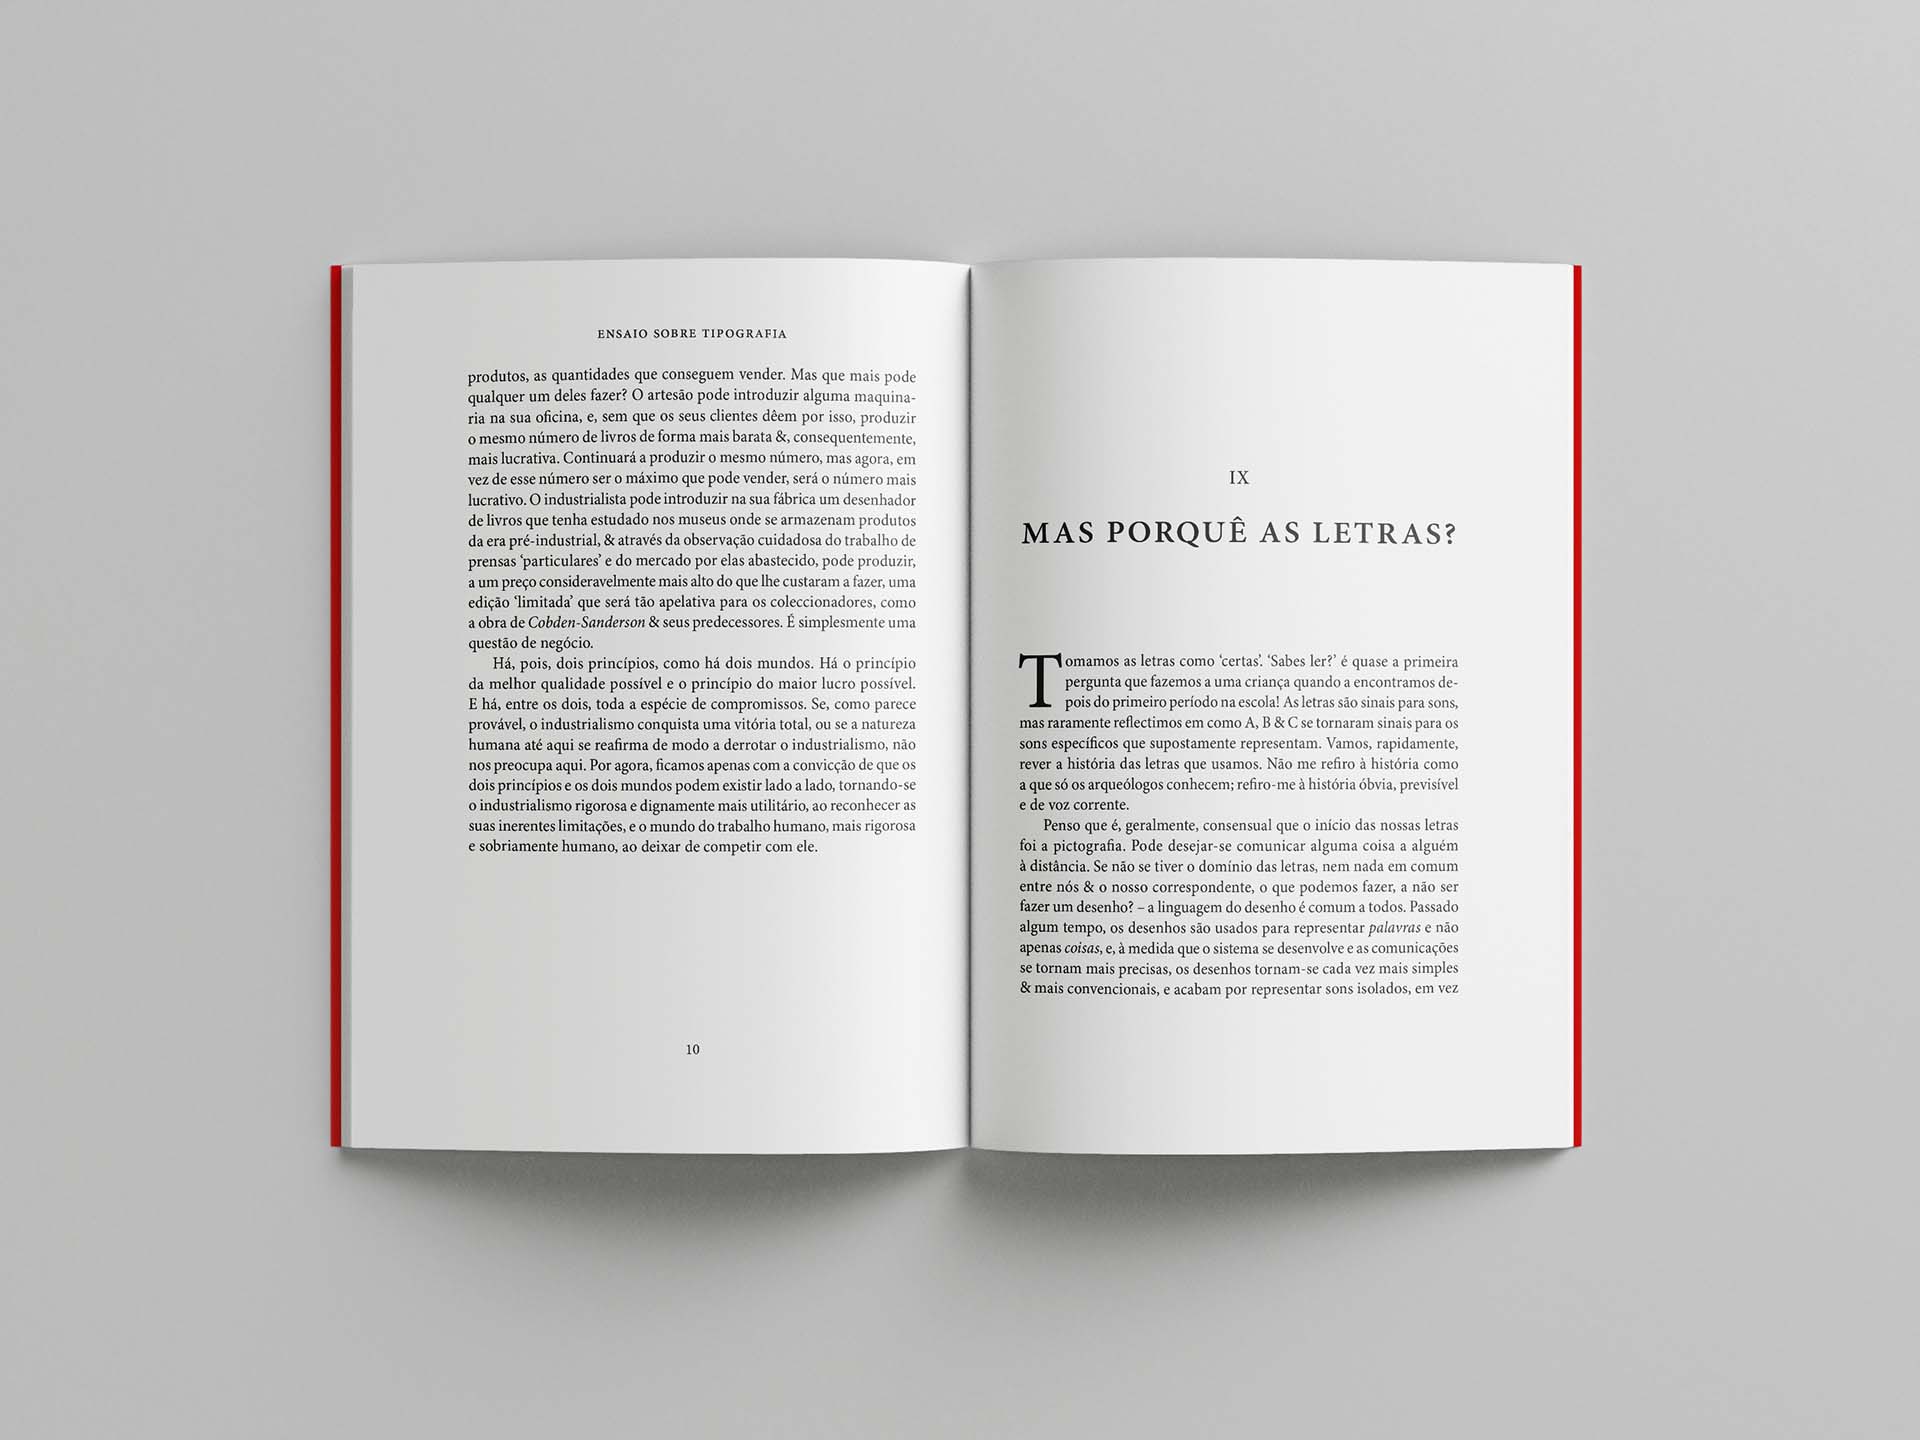 ENSAIO SOBRE TIPOGRAFIA
produtos, as quantidades que conseguem vender. Mas que mais pode
qualquer um deles fazer? O artesão pode introduzir alguma maquina-
ria na sua oficina, e, sem que os seus clientes dêem por isso, produzir
o mesmo número de livros de forma mais barata &, consequentemente,
mais lucrativa. Continuará a produzir o mesmo número, mas agora, em
vez de esse número ser o máximo que pode vender, será o número mais
lucrativo. O industrialista pode introduzir na sua fábrica um desenhador
de livros que tenha estudado nos museus onde se armazenam produtos
da era pré-industrial, & através da observação cuidadosa do trabalho de
prensas ‘particulares’ e do mercado por elas abastecido, pode produzir,
a um preço consideravelmente mais alto do que lhe custaram a fazer, uma
edição ‘limitada’ que será tão apelativa para os coleccionadores, como
a obra de Cobden-Sanderson & seus predecessores. É simplesmente uma
questão de negócio.
Há, pois, dois princípios, como há dois mundos. Há o princípio
da melhor qualidade possível e o princípio do maior lucro possível.
E há, entre os dois, toda a espécie de compromissos. Se, como parece
provável, o industrialismo conquista uma vitória total, ou se a natureza
humana até aqui se reafirma de modo a derrotar o industrialismo, não
nos preocupa aqui. Por agora, ficamos apenas com a convicção de que os
dois princípios e os dois mundos podem existir lado a lado, tornando-se
o industrialismo rigorosa e dignamente mais utilitário, ao reconhecer as
suas inerentes limitações, e o mundo do trabalho humano, mais rigorosa
e sobriamente humano, ao deixar de competir com ele.
10
IX
MAS PORQUÊ AS LETRAS?
Tomamos as letras como ‘certas’. ‘Sabes ler?’ é quase a primeira
pergunta que fazemos a uma criança quando a encontramos de-
pois do primeiro período na escola! As letras são sinais para sons,
mas raramente reflectimos em como A, B & C se tornaram sinais para os
sons específicos que supostamente representam. Vamos, rapidamente,
rever a história das letras que usamos. Não me refiro à história como
a que só os arqueólogos conhecem; refiro-me à história óbvia, previsível
e de voz corrente.
Penso que é, geralmente, consensual que o início das nossas letras
foi a pictografia. Pode desejar-se comunicar alguma coisa a alguém
à distância. Se não se tiver o domínio das letras, nem nada em comum
entre nós & o nosso correspondente, o que podemos fazer, a não ser
fazer um desenho? – a linguagem do desenho é comum a todos. Passado
algum tempo, os desenhos são usados para representar palavras e não
apenas coisas, e, à medida que o sistema se desenvolve e as comunicações
se tornam mais precisas, os desenhos tornam-se cada vez mais simples
& mais convencionais, e acabam por representar sons isolados, em vez